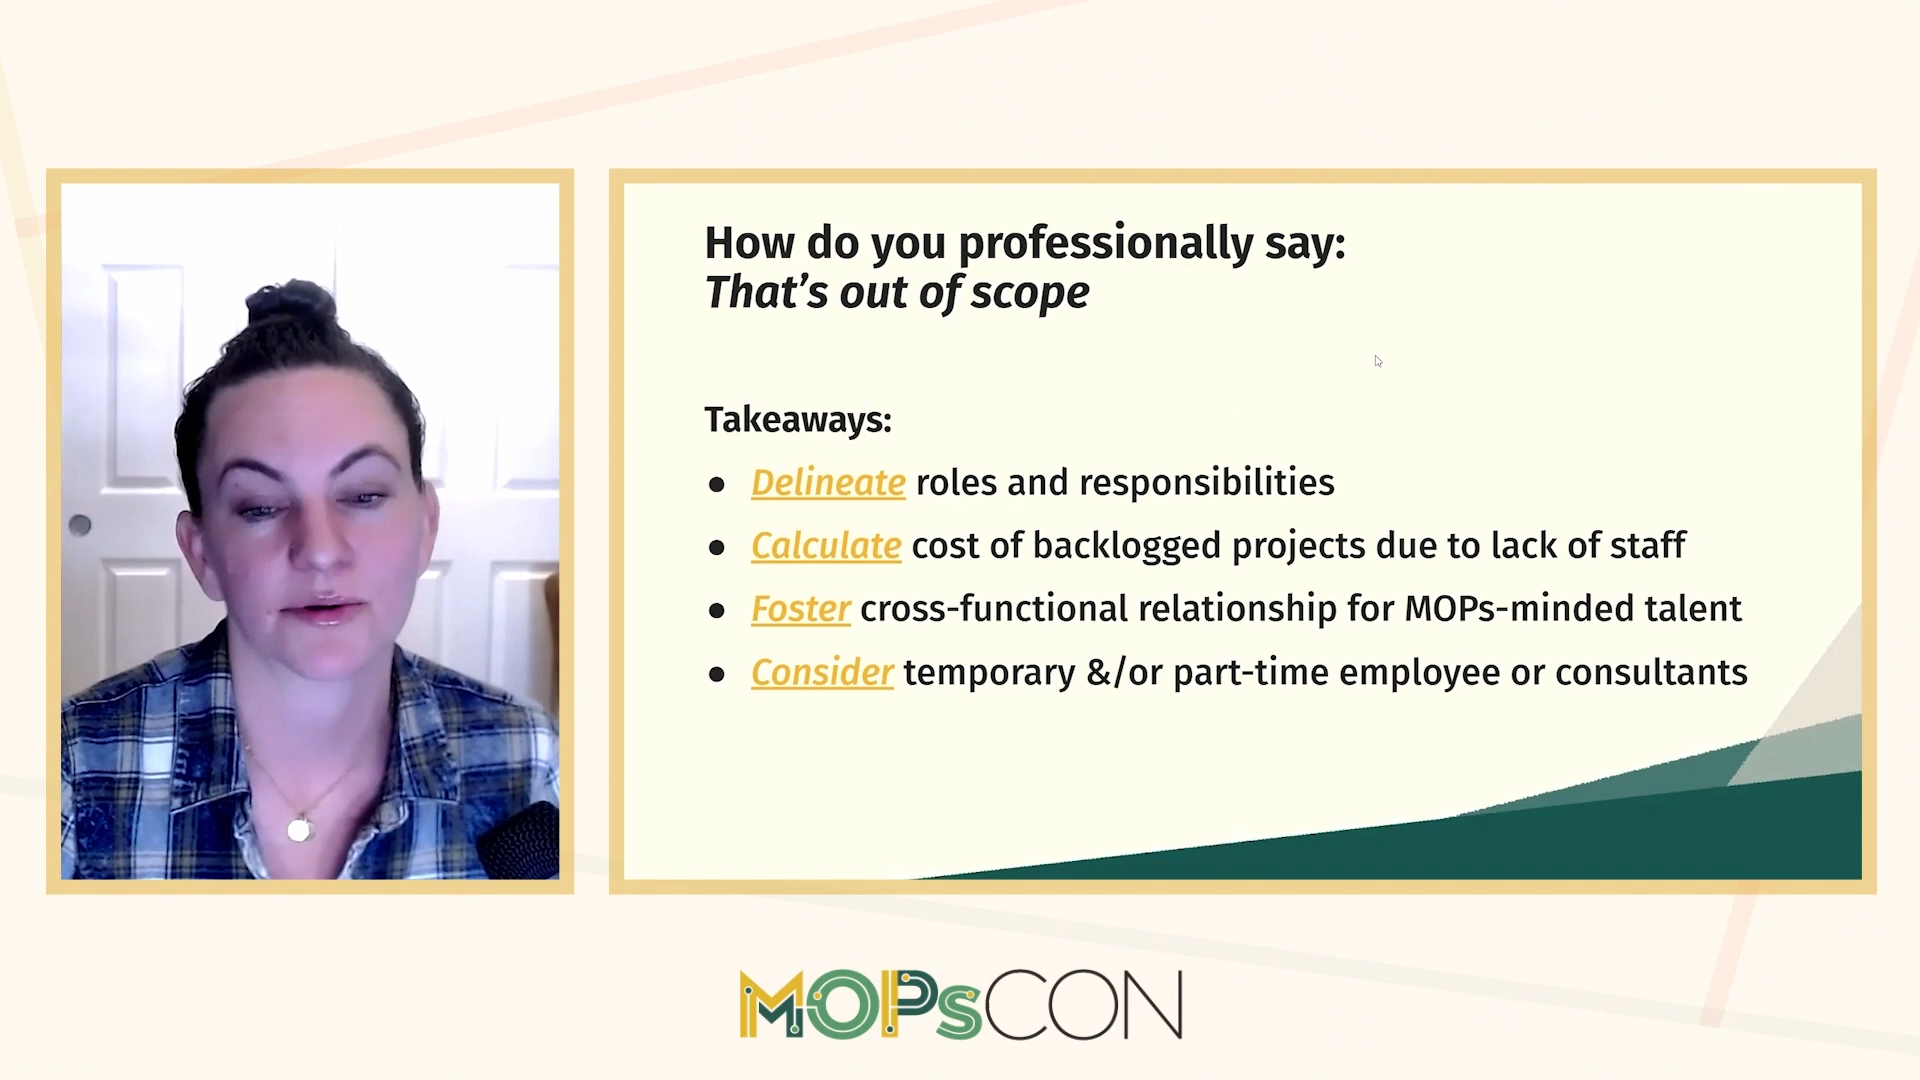 How do you professionally say:
That's out of scope
Takeaways:
● Delineate roles and responsibilities
● Calculate cost of backlogged projects due to lack of staff
● Foster cross-functional relationship for MOPs-minded talent
● Consider temporary &/or part-time employee or consultants
MOPsCON